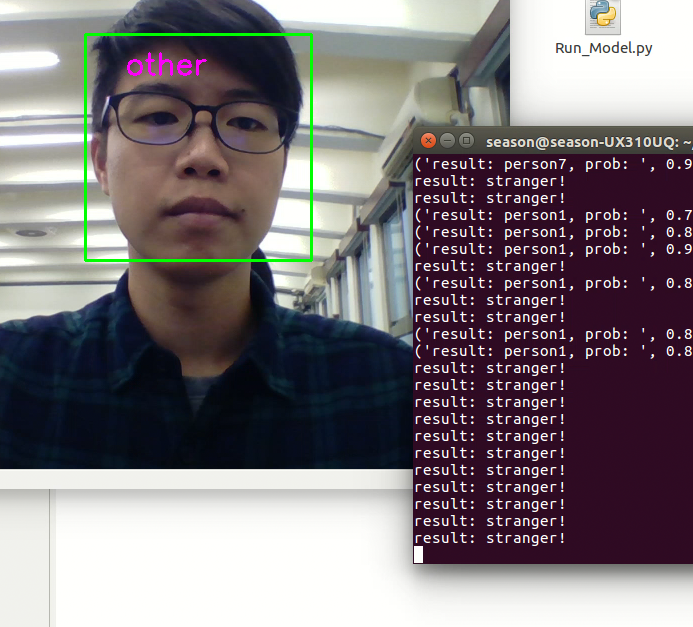 other
Run_Model.py
season@season-UX310UQ: ~/
('result: person7, prob: ', 0.9
result: stranger!
result: stranger!
('result: person1, prob: ', 0.7
('result: person1, prob: ', 0.8
('result: person1, prob: ', 0.9
result: stranger!
('result: person1, prob: ', 0.8
result: stranger!
result: stranger!
('result: person1, prob: ', 0.8
('result: person1, prob: ', 0.8
result: stranger!
result: stranger!
result: stranger!
result: stranger!
result: stranger!
result: stranger!
result: stranger!
result: stranger!
result: stranger!
result: stranger!
result: stranger!